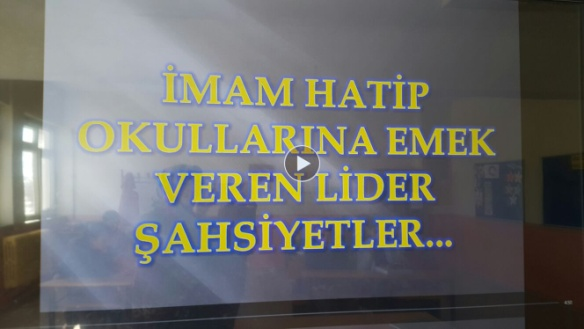 İMAM HATİP
OKULLARINA EMEK
VEREN LİDER
ŞAHSİYETLER...